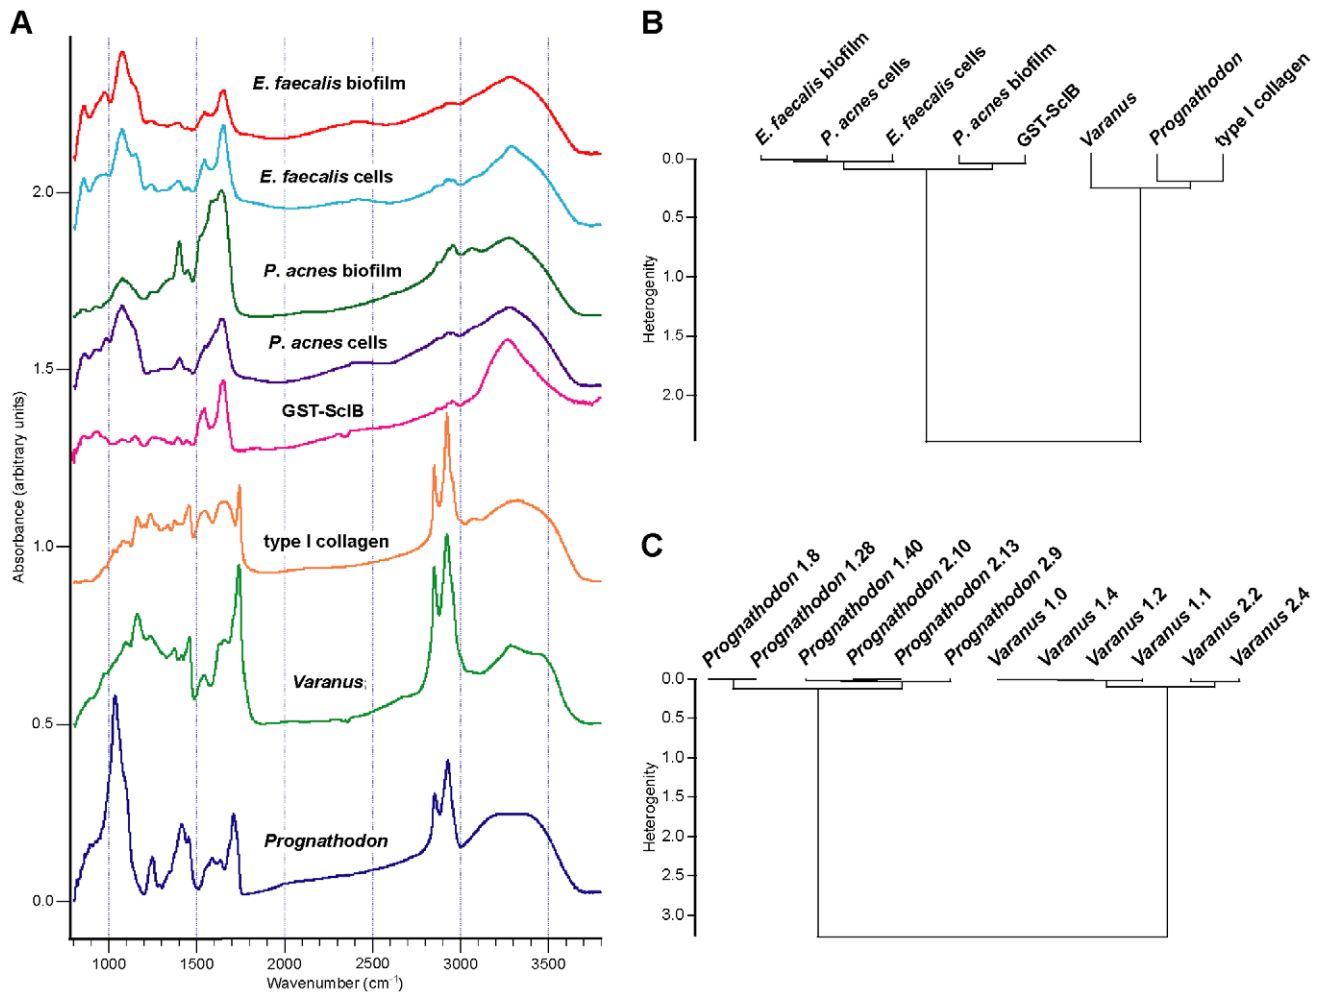 A
E. faecalis biofilm
E. faecalis cells
P. acnes biofilm
P. acnes cells
GST-SclB
type I collagen
Varanus
Prognathodon
Absorbance (arbitrary units)
2.0
1.5
1.0
0.5
0.0
1000 1500 2000 2500 3000 3500
Wavenumber (cm⁻¹)
B
E. faecalis biofilm
P. acnes cells
E. faecalis cells
P. acnes biofilm
GST-SclB
Varanus
Prognathodon
type I collagen
Heterogenity
0.0
0.5
1.0
1.5
2.0
C
Prognathodon 1.8
Prognathodon 1.28
Prognathodon 1.40
Prognathodon 2.10
Prognathodon 2.13
Prognathodon 2.9
Varanus 1.0
Varanus 1.4
Varanus 1.2
Varanus 1.1
Varanus 2.2
Varanus 2.4
Heterogenity
0.0
0.5
1.0
1.5
2.0
2.5
3.0